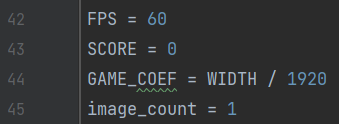 42 FPS = 60
43 SCORE = 0
44 GAME_COEF = WIDTH / 1920
45 image_count = 1